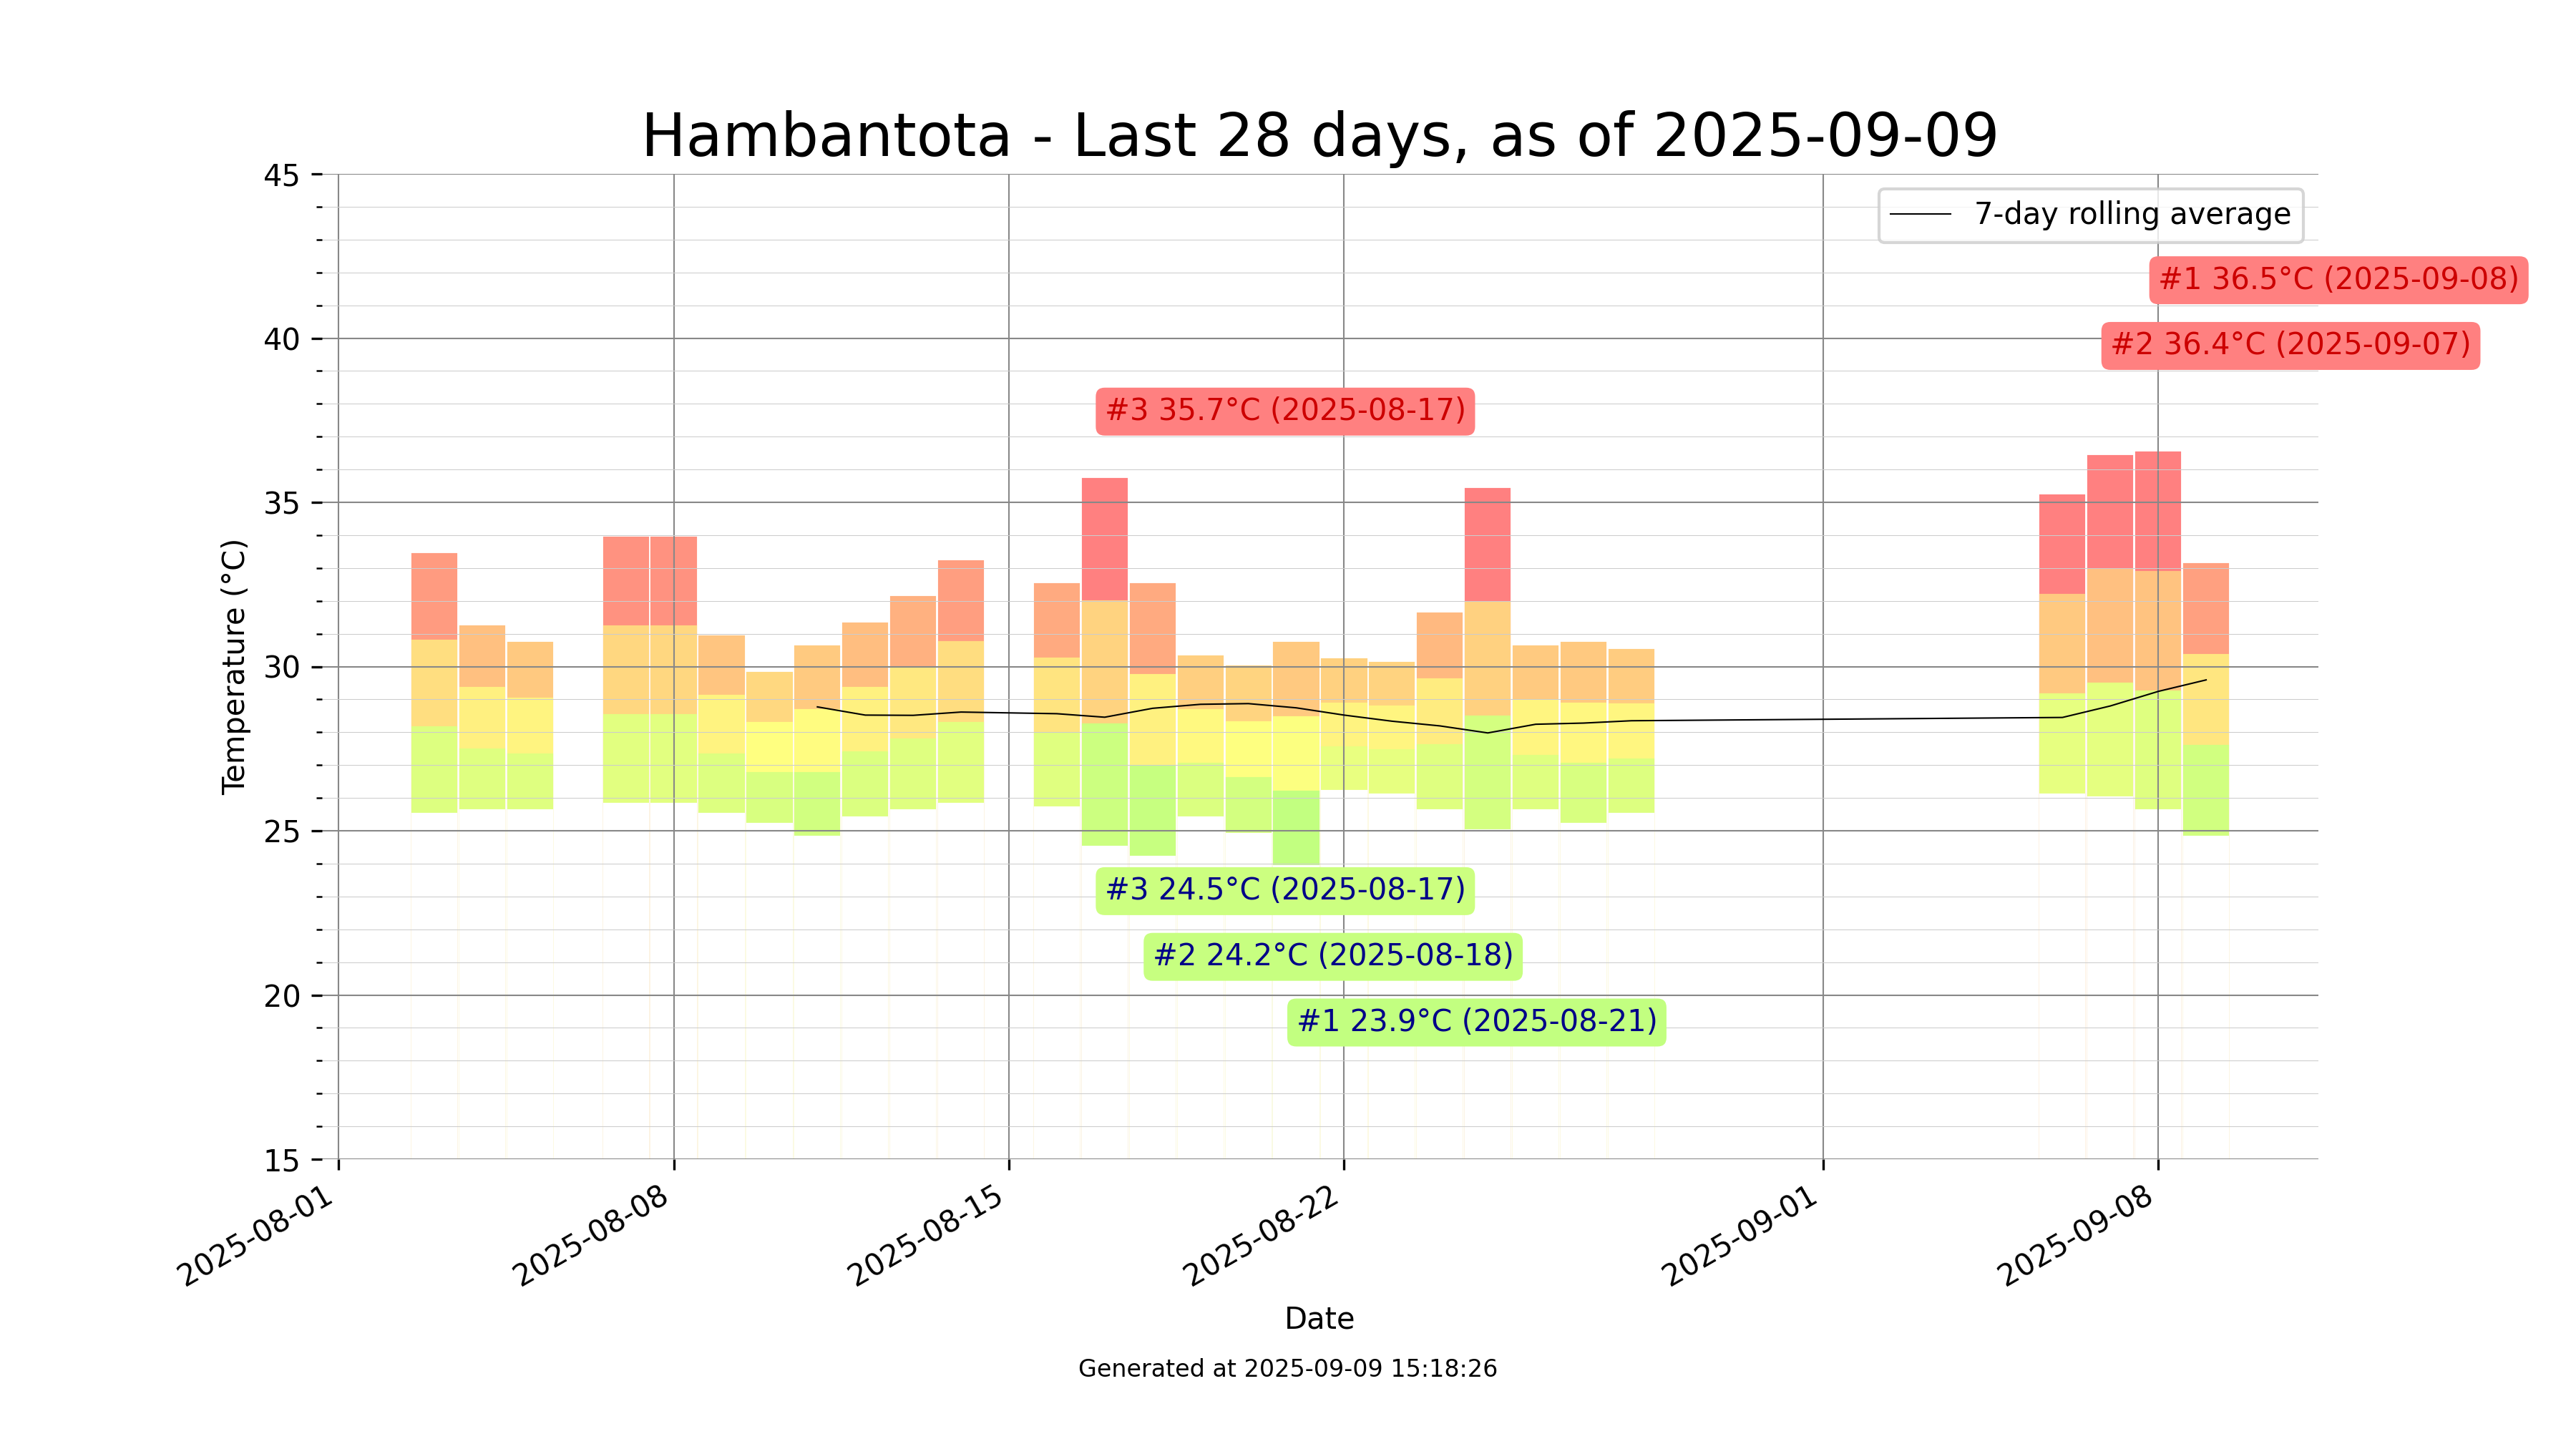 Hambantota - Last 28 days, as of 2025-09-09
45
40
35
30
25
20
15
Temperature (°C)
7-day rolling average
#1 36.5°C (2025-09-08)
#2 36.4°C (2025-09-07)
#3 35.7°C (2025-08-17)
#3 24.5°C (2025-08-17)
#2 24.2°C (2025-08-18)
#1 23.9°C (2025-08-21)
2025-08-01
2025-08-08
2025-08-15
2025-08-22
2025-09-01
2025-09-08
Date
Generated at 2025-09-09 15:18:26